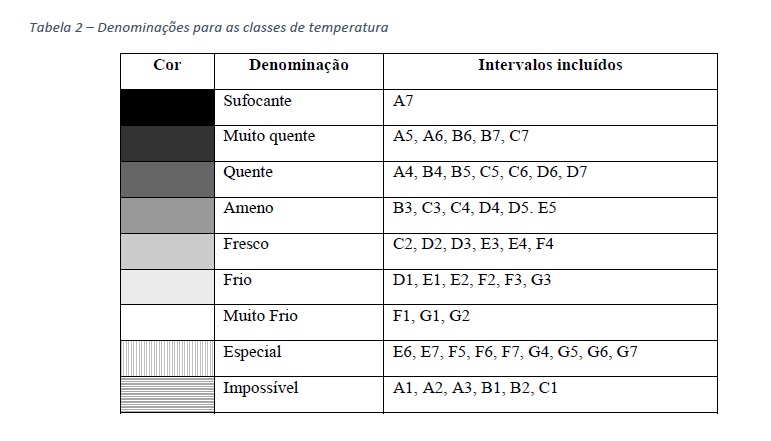 Tabela 2 – Denominações para as classes de temperatura
Cor Denominação Intervalos incluídos
Sufocante A7
Muito quente A5, A6, B6, B7, C7
Quente A4, B4, B5, C5, C6, D6, D7
Ameno B3, C3, C4, D4, D5. E5
Fresco C2, D2, D3, E3, E4, F4
Frio D1, E1, E2, F2, F3, G3
Muito Frio F1, G1, G2
Especial E6, E7, F5, F6, F7, G4, G5, G6, G7
Impossível A1, A2, A3, B1, B2, C1